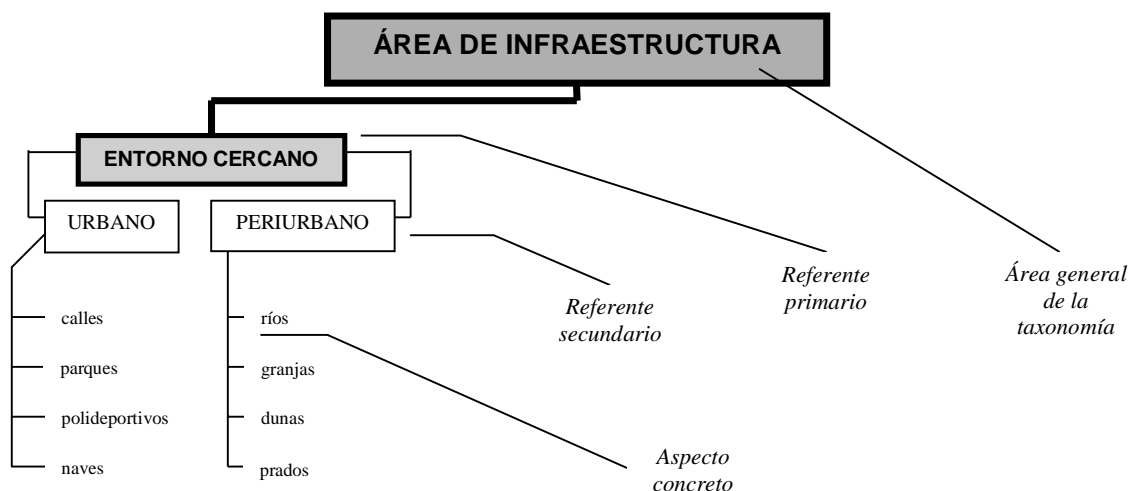 ÁREA DE INFRAESTRUCTURA
ENTORNO CERCANO
URBANO
PERIURBANO
calles
parques
polideportivos
naves
ríos
granjas
dunas
prados
Referente
secundario
Referente
primario
Área general
de la
taxonomía
Aspecto
concreto